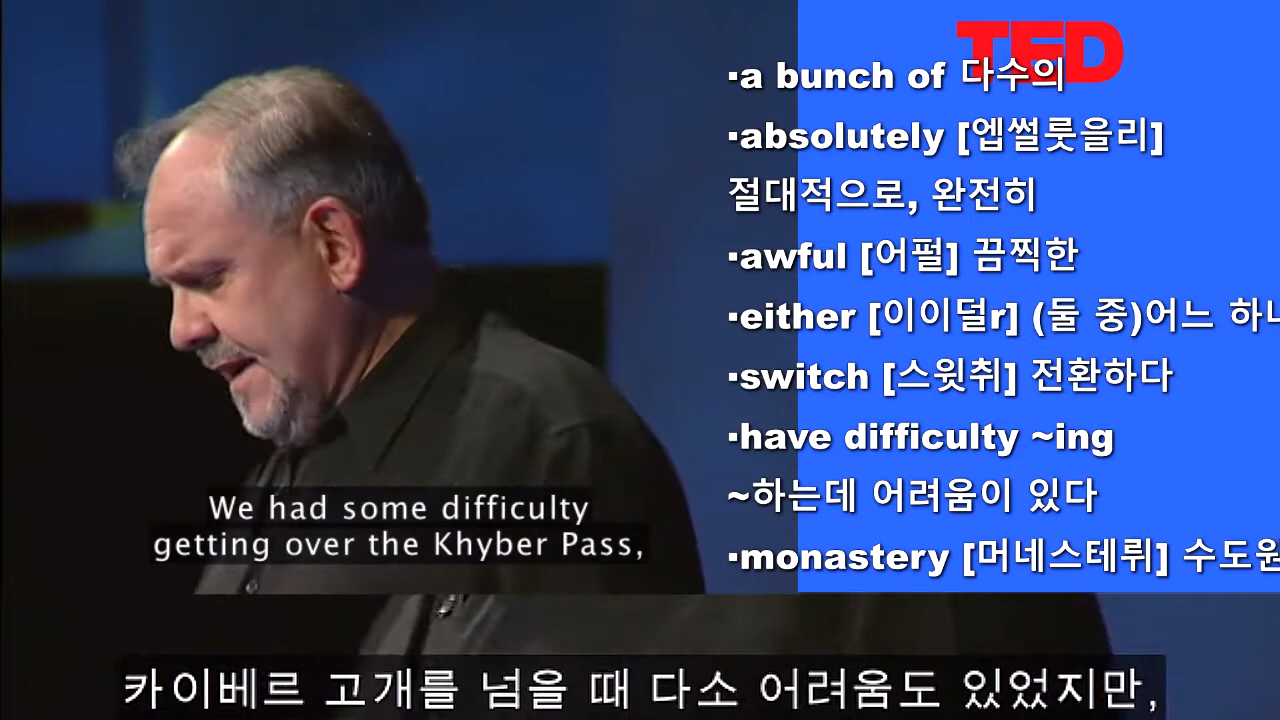 TED
▪a bunch of 다수의
▪absolutely [엡썰룻을리]
절대적으로, 완전히
▪awful [어펄] 끔찍한
▪either [이이덜r] (둘 중)어느 하나
▪switch [스윗취] 전환하다
▪have difficulty ~ing
~하는데 어려움이 있다
▪monastery [머네스테뤼] 수도원
We had some difficulty
getting over the Khyber Pass,
카이베르 고개를 넘을 때 다소 어려움도 있었지만,